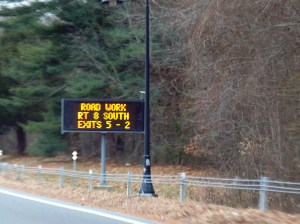 ROAD WORK
RT 8 SOUTH
EXITS 5 - 2